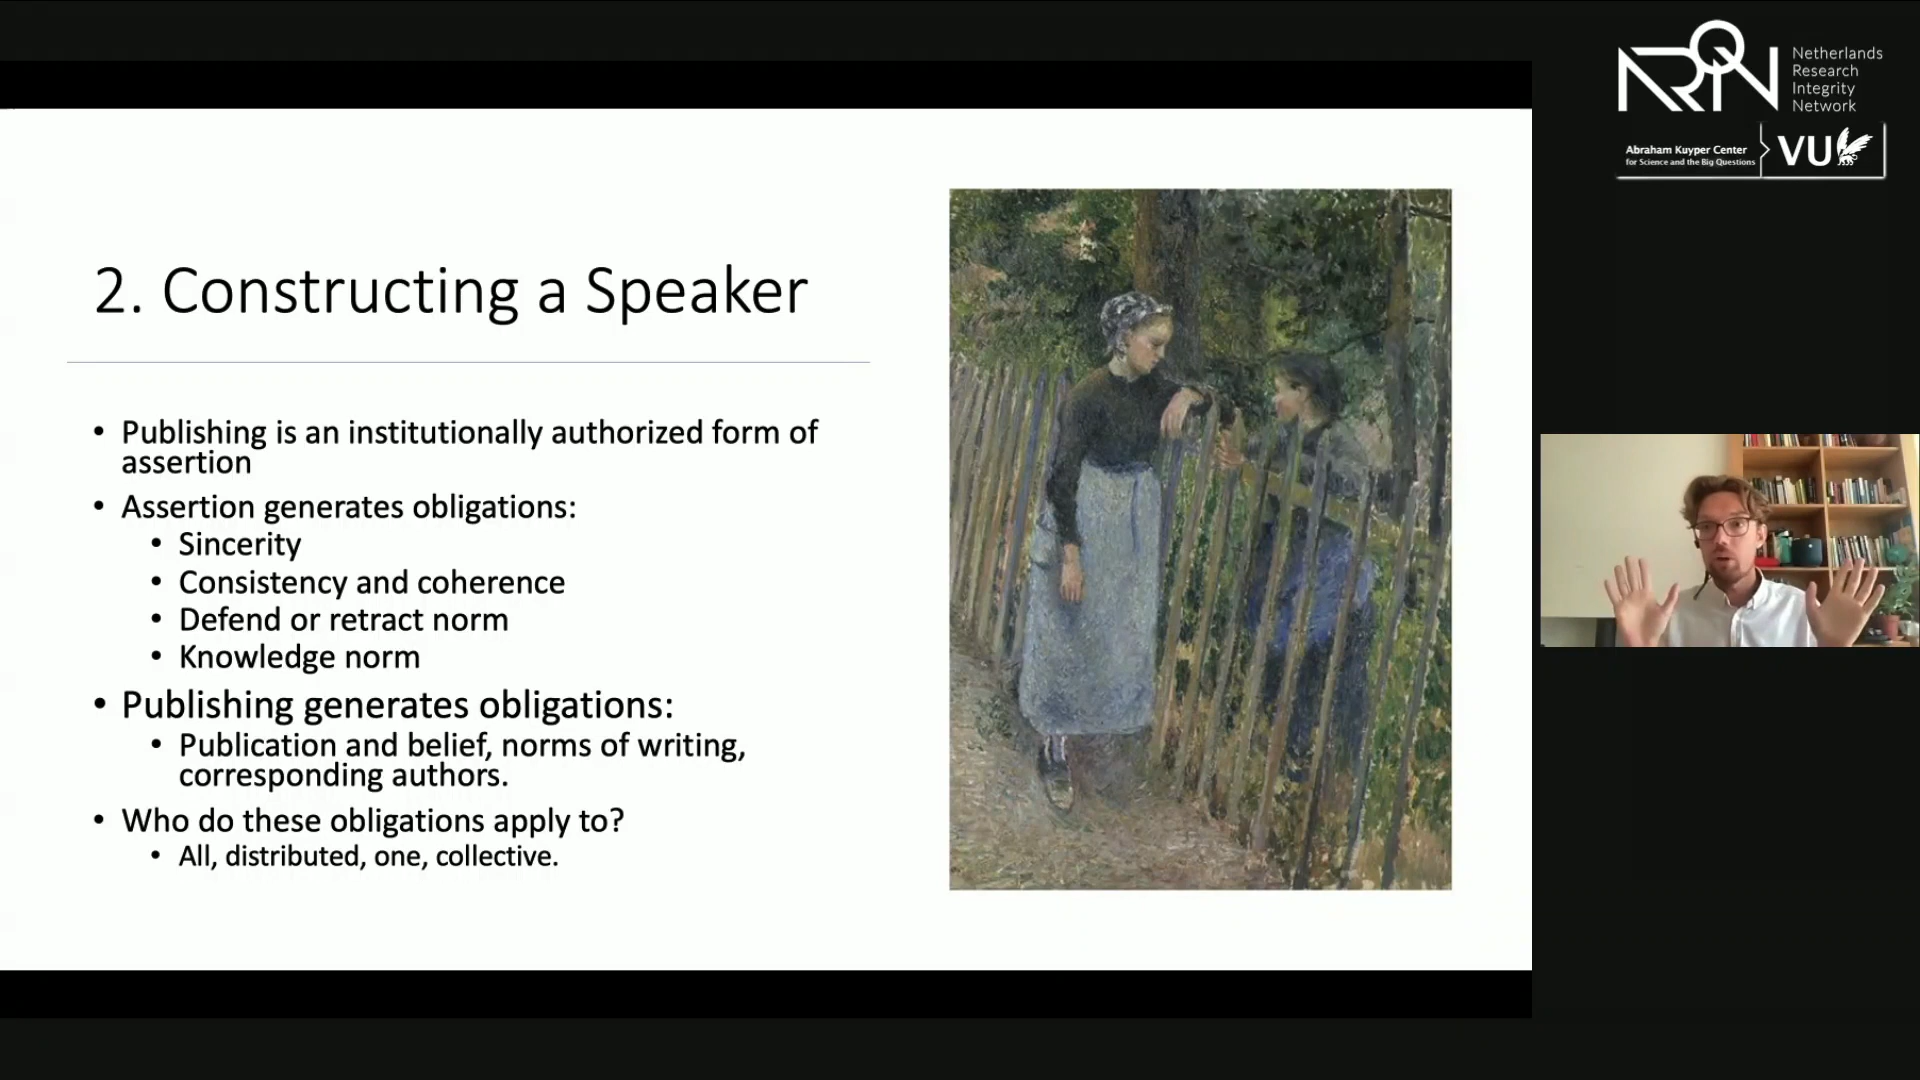 2. Constructing a Speaker
• Publishing is an institutionally authorized form of
assertion
• Assertion generates obligations:
• Sincerity
• Consistency and coherence
• Defend or retract norm
• Knowledge norm
• Publishing generates obligations:
• Publication and belief, norms of writing,
corresponding authors.
• Who do these obligations apply to?
• All, distributed, one, collective.
NRIN
Netherlands
Research
Integrity
Network
Abraham Kuyper Center
for Science and the Big Questions
VU